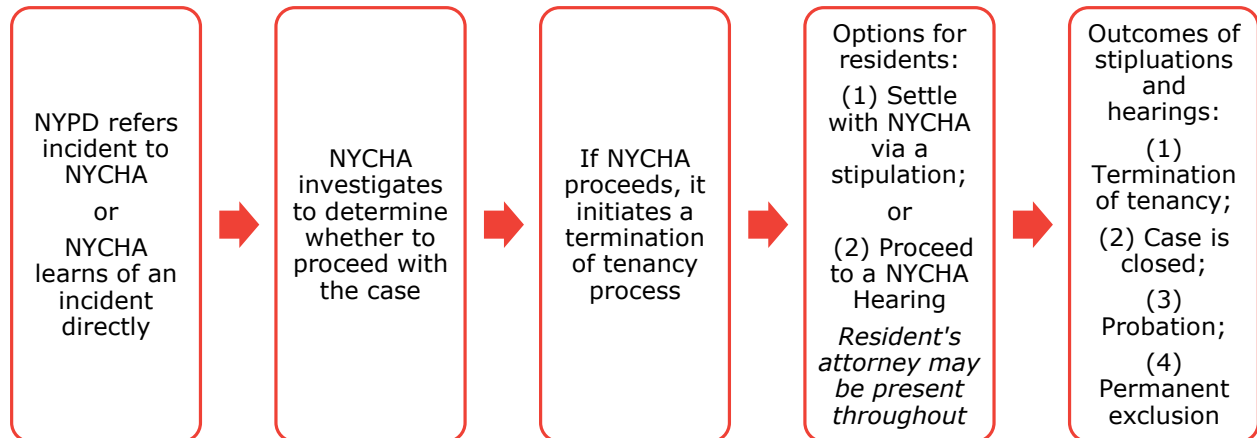 NYPD refers
incident to
NYCHA
or
NYCHA
learns of an
incident
directly
NYCHA
investigates
to determine
whether to
proceed with
the case
If NYCHA
proceeds, it
initiates a
termination
of tenancy
process
Options for
residents:
(1) Settle
with NYCHA
via a
stipulation;
or
(2) Proceed
to a NYCHA
Hearing
Resident's
attorney may
be present
throughout
Outcomes of
stipluations
and
hearings:
(1)
Termination
of tenancy;
(2) Case is
closed;
(3)
Probation;
(4)
Permanent
exclusion